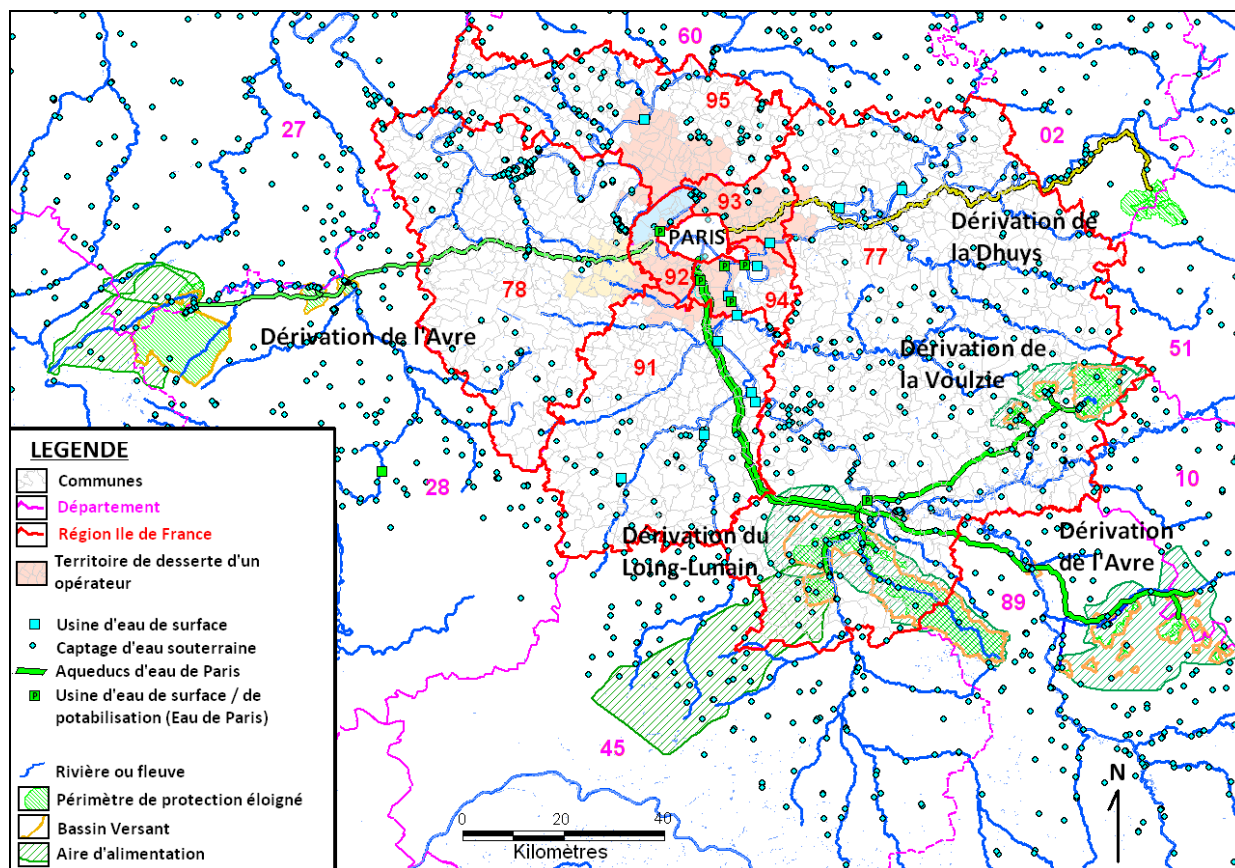 60
95
27
02
93
PARIS
Dérivation de
la Dhuys
77
92
78
94
Dérivation de l'Avre
51
Dérivation de
la Voulzie
91
LEGENDE
Communes
Département
Région Ile de France
Territoire de desserte d'un
opérateur
Usine d'eau de surface
Captage d'eau souterraine
Aqueducs d'eau de Paris
P
Usine d'eau de surface / de
potabilisation (Eau de Paris)
Rivière ou fleuve
Périmètre de protection éloigné
Bassin Versant
Aire d'alimentation
28
10
Dérivation du
Loing-Lunain
Dérivation
de l'Avre
89
45
N
0 20 40
Kilomètres